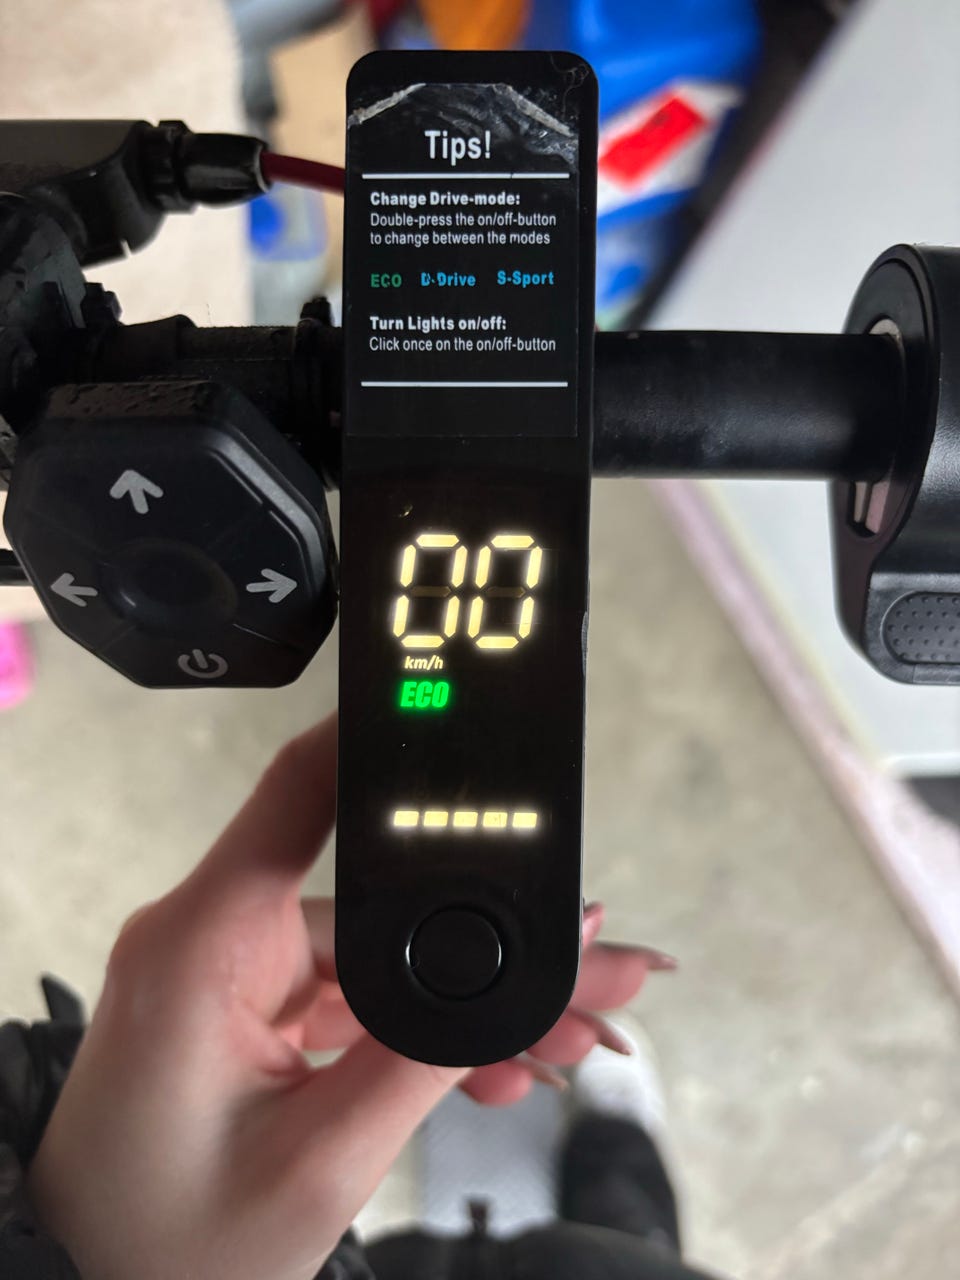 Tips!
Change Drive-mode:
Double-press the on/off-button
to change between the modes
ECO D-Drive S-Sport
Turn Lights on/off:
Click once on the on/off-button
00
km/h
ECO